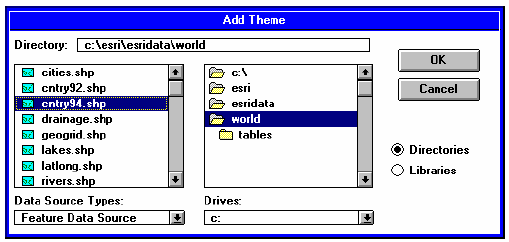 Add Theme
Directory: c:\esri\esridata\world
OK
Cancel
cities.shp
cntry92.shp
cntry94.shp
drainage.shp
geogrid.shp
lakes.shp
latlong.shp
rivers.shp
c:\
esri
esridata
world
tables
Directories
Libraries
Data Source Types:
Feature Data Source
Drives:
c: